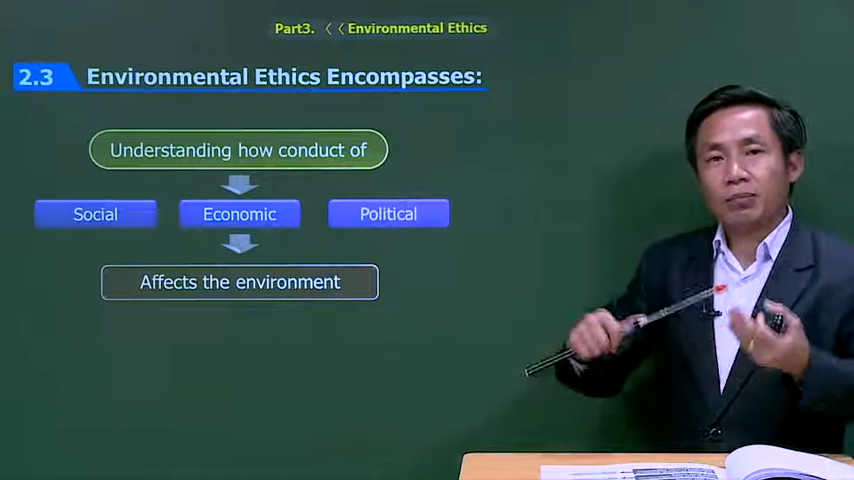 Part3. 〈〈 Environmental Ethics
2.3 Environmental Ethics Encompasses:
Understanding how conduct of
Social Economic Political
Affects the environment